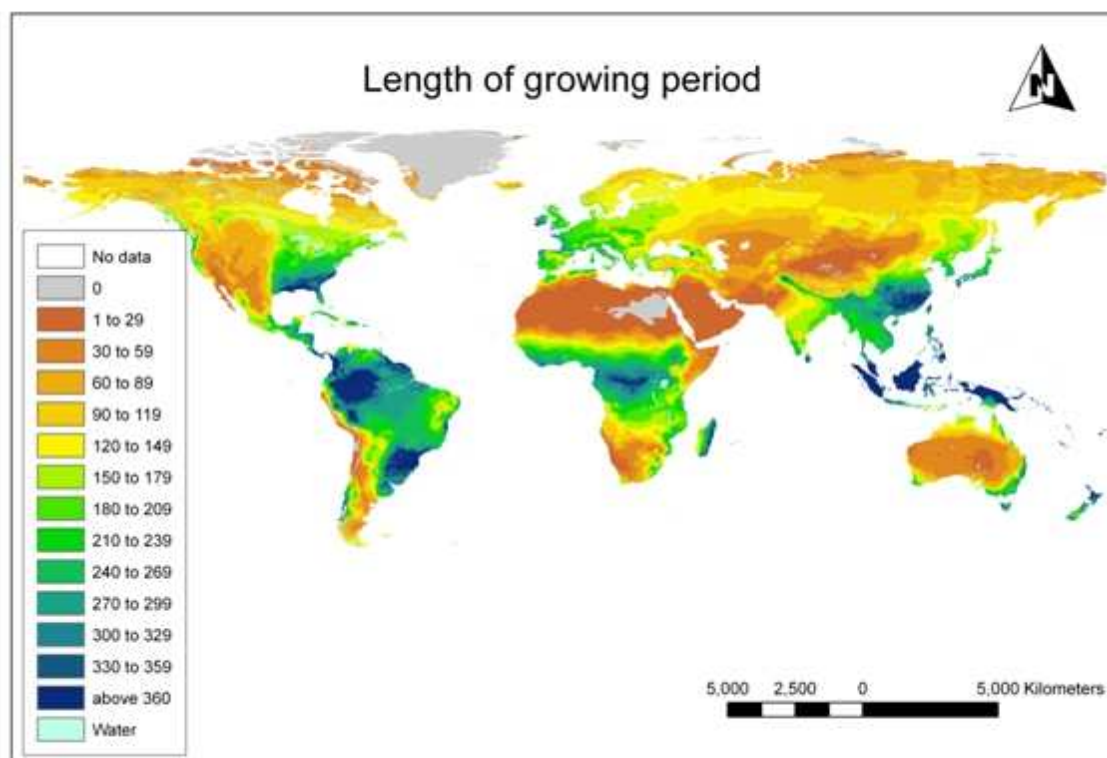 Length of growing period
N
No data
0
1 to 29
30 to 59
60 to 89
90 to 119
120 to 149
150 to 179
180 to 209
210 to 239
240 to 269
270 to 299
300 to 329
330 to 359
above 360
Water
5,000 2,500 0 5,000 Kilometers